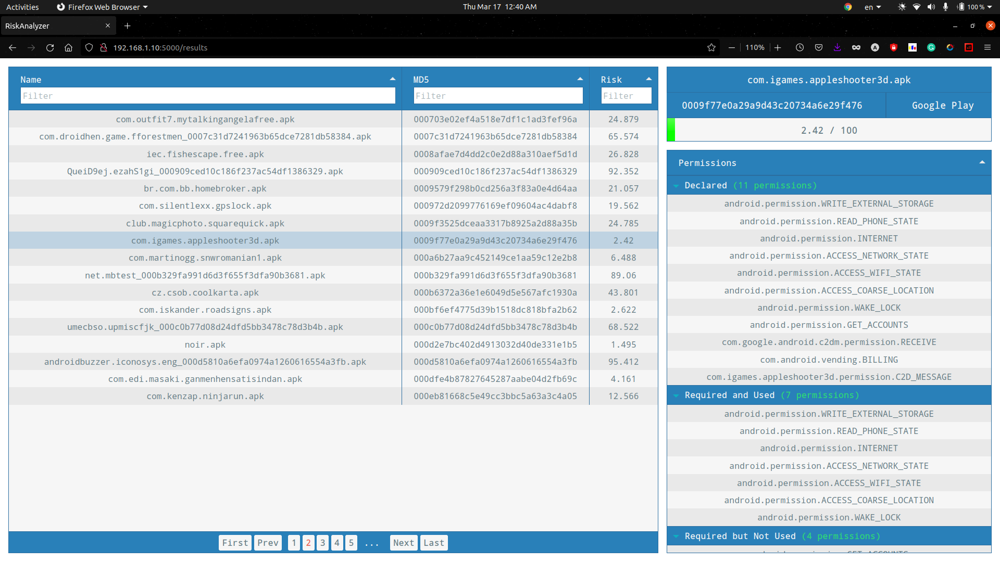 Activities Firefox Web Browser Thu Mar 17 12:40 AM en 100 %
RiskAnalyzer
192.168.1.10:5000/results 110%
Name MD5 Risk
Filter Filter Filter
com.outfit7.mytalkingangelafree.apk 000703e02ef4a518e7df1c1ad3fef96a 24.879
com.droidhen.game.fforestmen_0007c31d7241963b65dce7281db58384.apk 0007c31d7241963b65dce7281db58384 65.574
iec.fishescape.free.apk 0008afae7d4dd2c0e2d88a310aef5d1d 26.828
QueiD9ej.ezahS1gi_000909ced10c186f237ac54df1386329.apk 000909ced10c186f237ac54df1386329 92.352
br.com.bb.homebroker.apk 0009579f298b0cd256a3f83a0e4d64aa 21.057
com.silentlexx.gpslock.apk 000972d2099776169ef09604ac4dabf8 19.562
club.magicphoto.squarequick.apk 0009f3525dceaa3317b8925a2d88a35b 24.785
com.igames.appleshooter3d.apk 0009f77e0a29a9d43c20734a6e29f476 2.42
com.martinogg.snwromanian1.apk 000a6b27aa9c452149ce1aa59c12e2b8 6.488
net.mbtest_000b329fa991d6d3f655f3dfa90b3681.apk 000b329fa991d6d3f655f3dfa90b3681 89.06
cz.csob.coolkarta.apk 000b6372a36e1e6049d5e567afc1930a 43.801
com.iskander.roadsigns.apk 000bf6ef4775d39b1518dc818bfa2b62 2.622
umecbso.upmiscfjk_000c0b77d08d24dfd5bb3478c78d3b4b.apk 000c0b77d08d24dfd5bb3478c78d3b4b 68.522
noir.apk 000d2e7bc402d4913032d40de331e1b5 1.495
androidbuzzer.iconosys.eng_000d5810a6efa0974a1260616554a3fb.apk 000d5810a6efa0974a1260616554a3fb 95.412
com.edi.masaki.ganmenhensatisindan.apk 000dfe4b87827645287aabe04d2fb69c 4.161
com.kenzap.ninjarun.apk 000eb81668c5e49cc3bbc5a63a3c4a05 12.566
First Prev 1 2 3 4 5 ... Next Last
com.igames.appleshooter3d.apk
0009f77e0a29a9d43c20734a6e29f476 Google Play
2.42 / 100
Permissions
Declared (11 permissions)
android.permission.WRITE_EXTERNAL_STORAGE
android.permission.READ_PHONE_STATE
android.permission.INTERNET
android.permission.ACCESS_NETWORK_STATE
android.permission.ACCESS_WIFI_STATE
android.permission.ACCESS_COARSE_LOCATION
android.permission.WAKE_LOCK
android.permission.GET_ACCOUNTS
com.google.android.c2dm.permission.RECEIVE
com.android.vending.BILLING
com.igames.appleshooter3d.permission.C2D_MESSAGE
Required and Used (7 permissions)
android.permission.WRITE_EXTERNAL_STORAGE
android.permission.READ_PHONE_STATE
android.permission.INTERNET
android.permission.ACCESS_NETWORK_STATE
android.permission.ACCESS_WIFI_STATE
android.permission.ACCESS_COARSE_LOCATION
android.permission.WAKE_LOCK
Required but Not Used (4 permissions)